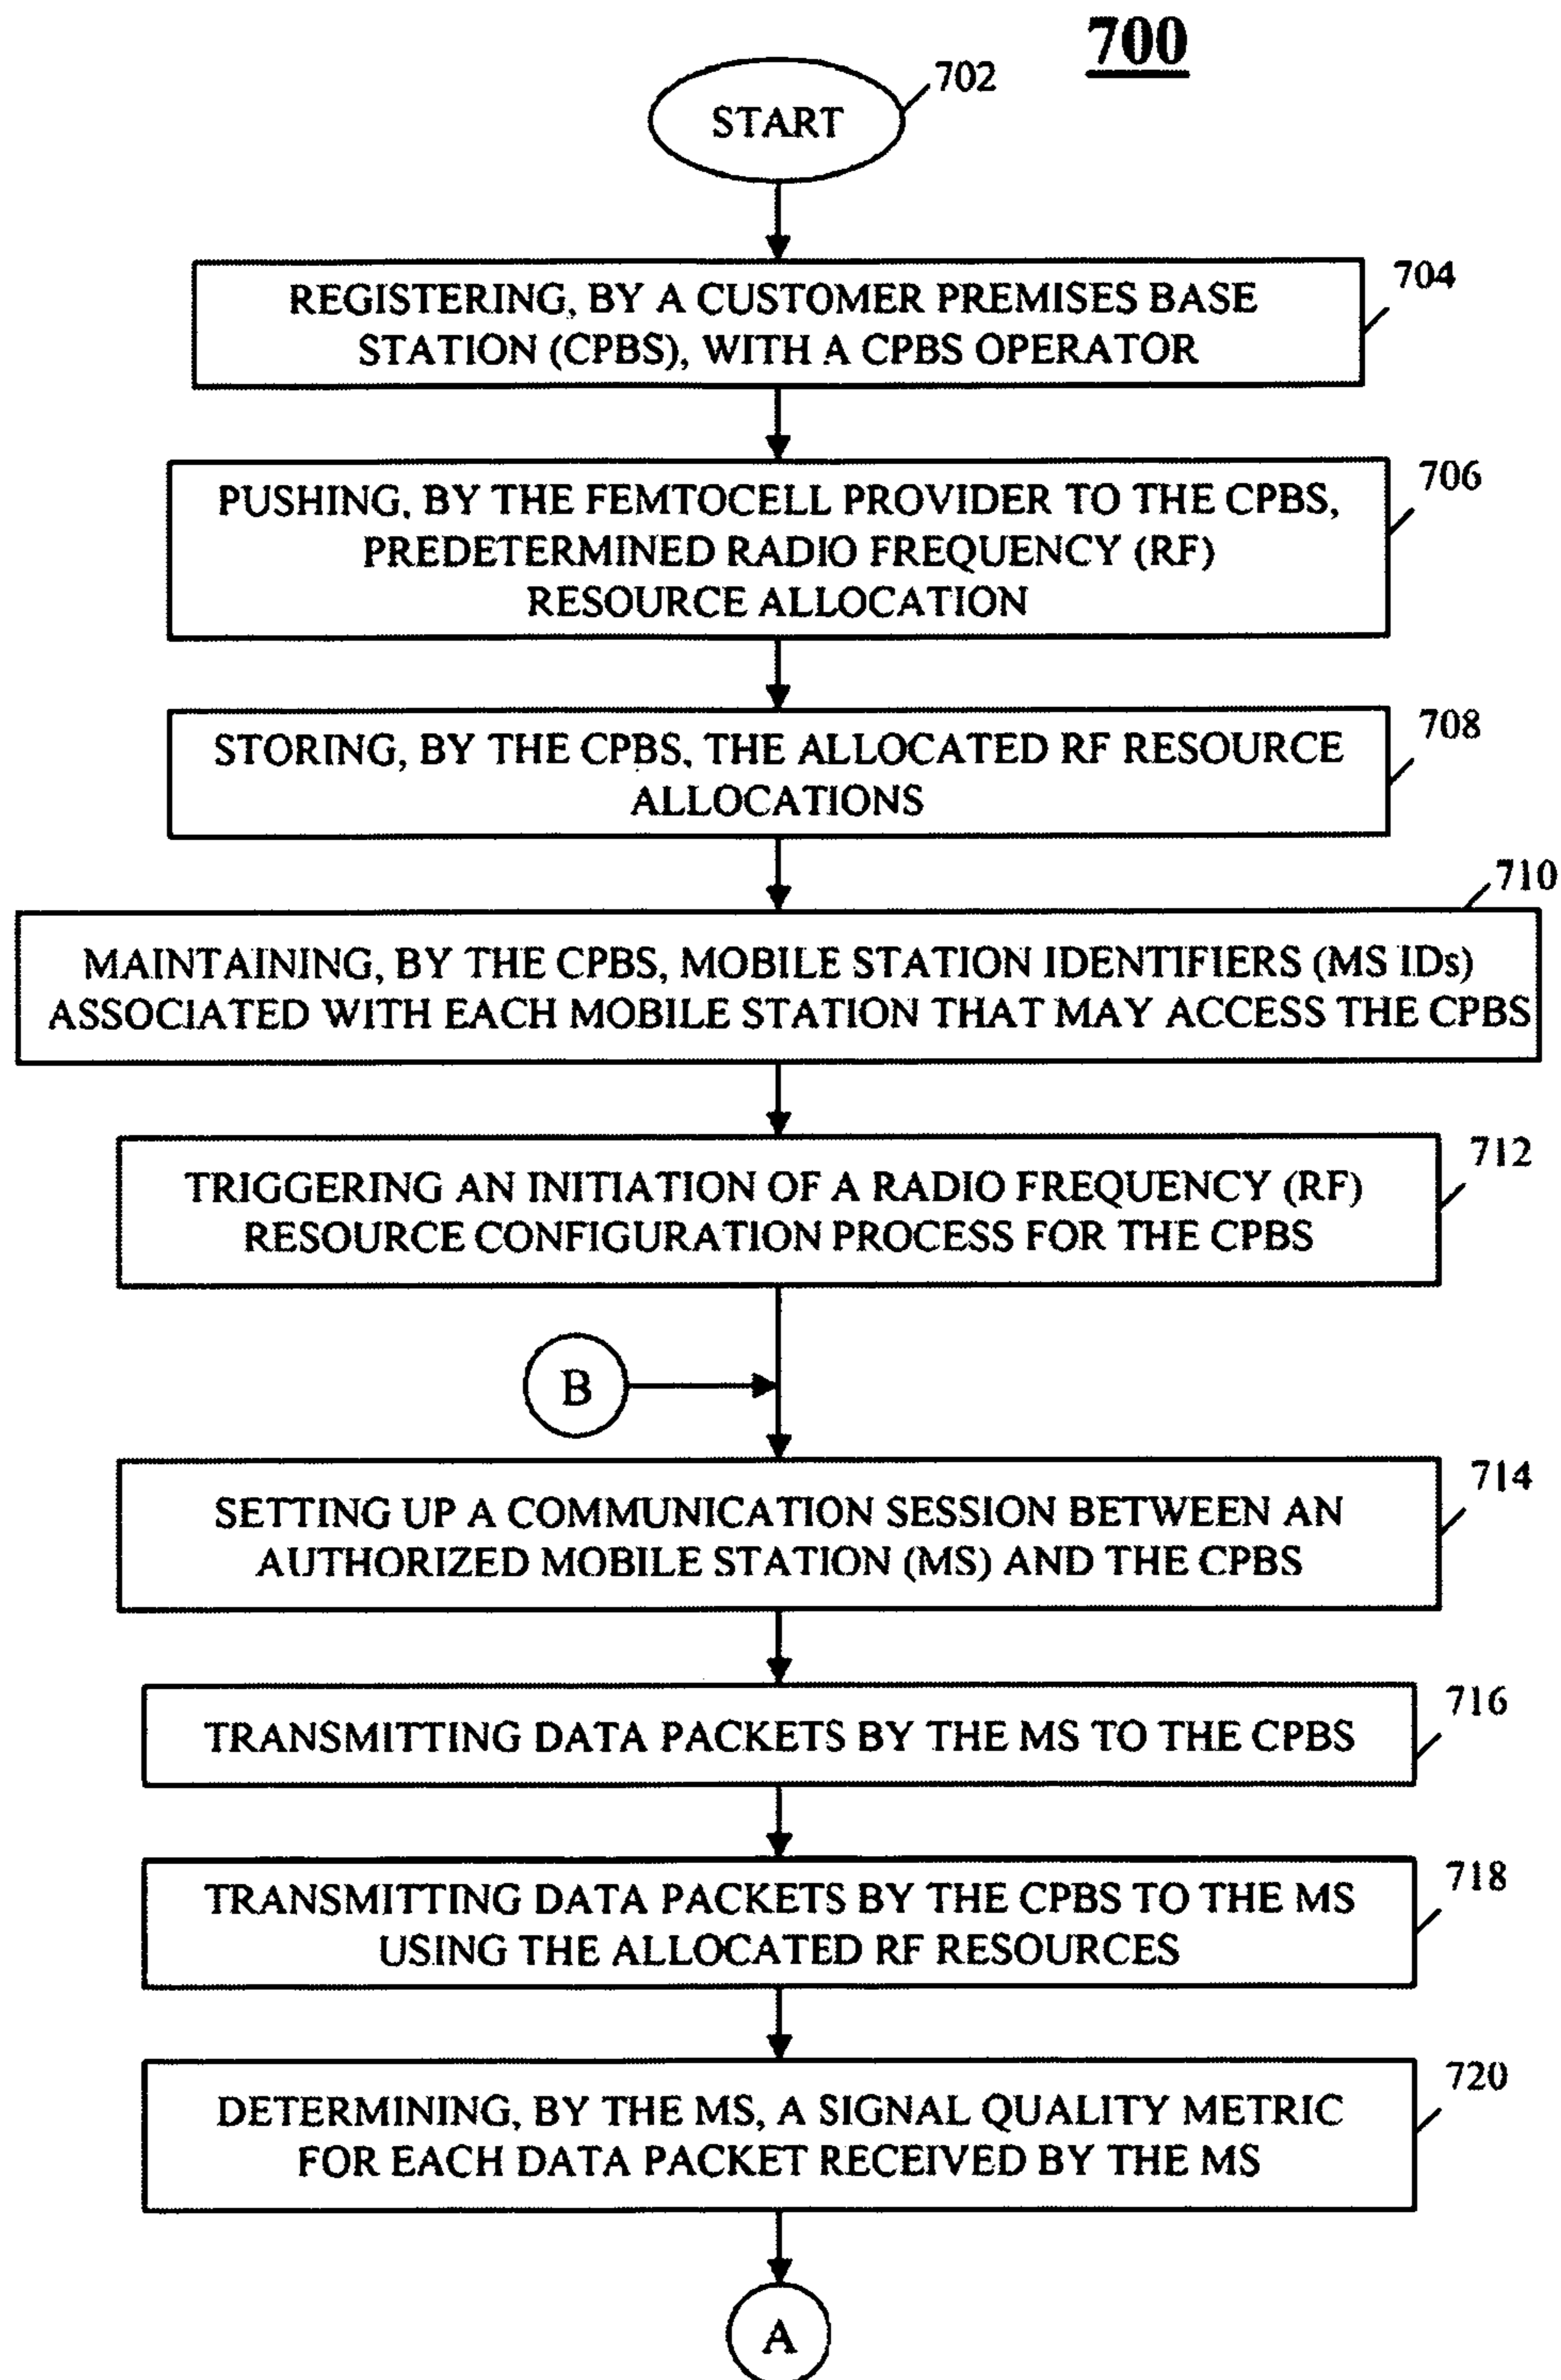 700
702
START
704
REGISTERING, BY A CUSTOMER PREMISES BASE
STATION (CPBS), WITH A CPBS OPERATOR
706
PUSHING, BY THE FEMTOCELL PROVIDER TO THE CPBS,
PREDETERMINED RADIO FREQUENCY (RF)
RESOURCE ALLOCATION
708
STORING, BY THE CPBS, THE ALLOCATED RF RESOURCE
ALLOCATIONS
710
MAINTAINING, BY THE CPBS, MOBILE STATION IDENTIFIERS (MS IDs)
ASSOCIATED WITH EACH MOBILE STATION THAT MAY ACCESS THE CPBS
712
TRIGGERING AN INITIATION OF A RADIO FREQUENCY (RF)
RESOURCE CONFIGURATION PROCESS FOR THE CPBS
B
714
SETTING UP A COMMUNICATION SESSION BETWEEN AN
AUTHORIZED MOBILE STATION (MS) AND THE CPBS
716
TRANSMITTING DATA PACKETS BY THE MS TO THE CPBS
718
TRANSMITTING DATA PACKETS BY THE CPBS TO THE MS
USING THE ALLOCATED RF RESOURCES
720
DETERMINING, BY THE MS, A SIGNAL QUALITY METRIC
FOR EACH DATA PACKET RECEIVED BY THE MS
A